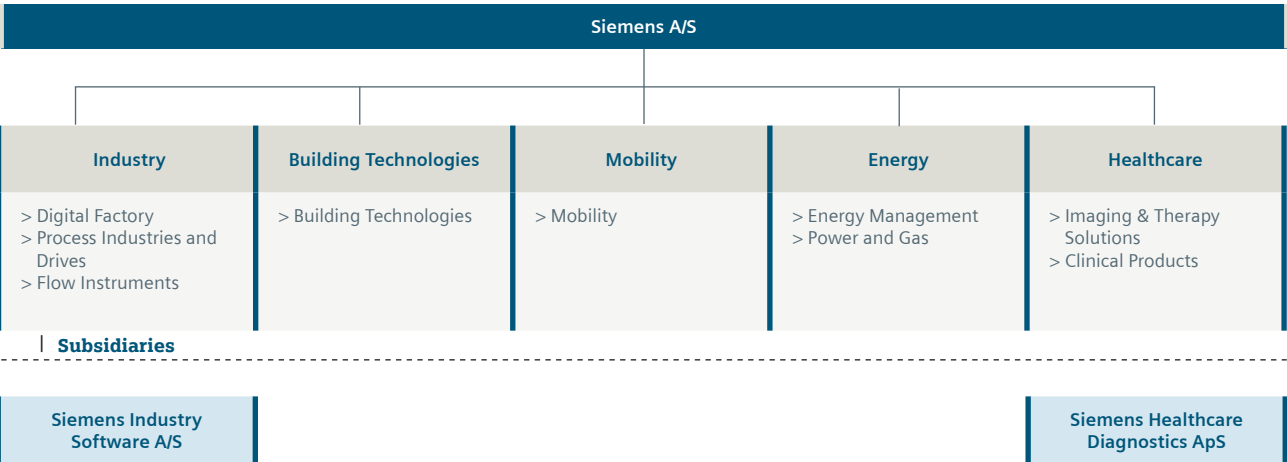 Siemens A/S
Industry
Building Technologies
Mobility
Energy
Healthcare
> Digital Factory
> Process Industries and
Drives
> Flow Instruments
> Building Technologies
> Mobility
> Energy Management
> Power and Gas
> Imaging & Therapy
Solutions
> Clinical Products
Subsidiaries
Siemens Industry
Software A/S
Siemens Healthcare
Diagnostics ApS